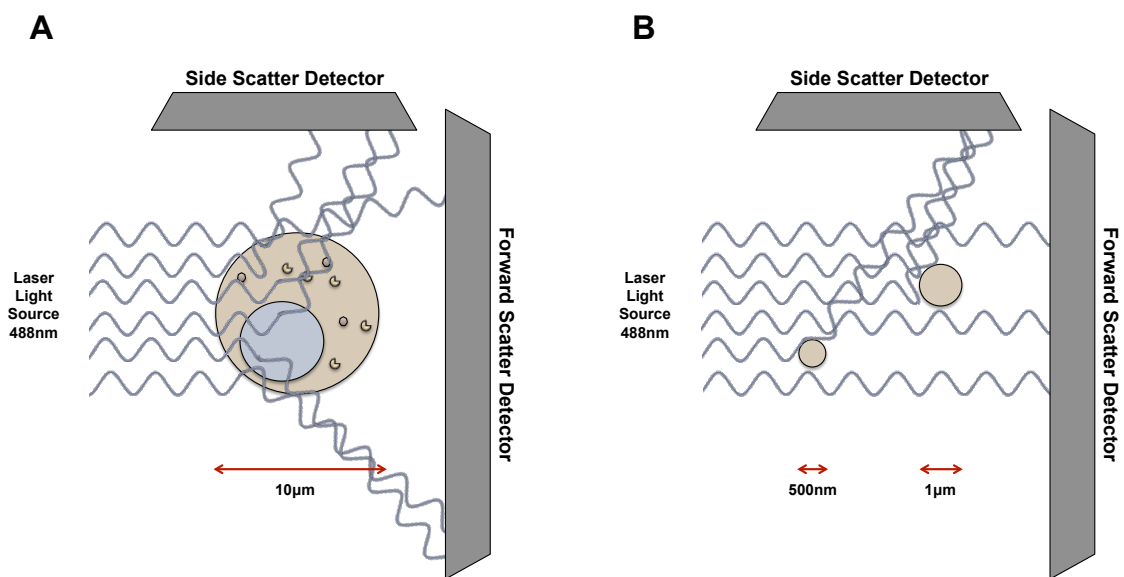 A
Side Scatter Detector
Laser
Light
Source
488nm
Forward Scatter Detector
10µm
B
Side Scatter Detector
Laser
Light
Source
488nm
Forward Scatter Detector
500nm
1µm